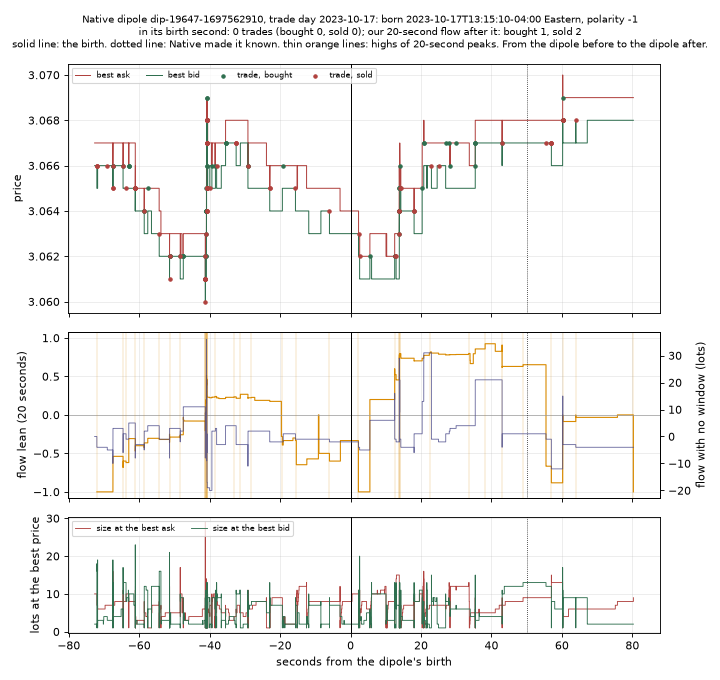 Native dipole dip-19647-1697562910, trade day 2023-10-17: born 2023-10-17T13:15:10-04:00 Eastern, polarity -1
in its birth second: 0 trades (bought 0, sold 0); our 20-second flow after it: bought 1, sold 2
solid line: the birth. dotted line: Native made it known. thin orange lines: highs of 20-second peaks. From the dipole before to the dipole after.
best ask best bid trade, bought trade, sold
3.070
3.068
3.066
3.064
3.062
3.060
price
1.0
0.5
0.0
−0.5
−1.0
flow lean (20 seconds)
30
20
10
0
−10
−20
flow with no window (lots)
size at the best ask size at the best bid
30
20
10
0
lots at the best price
−80 −60 −40 −20 0 20 40 60 80
seconds from the dipole's birth